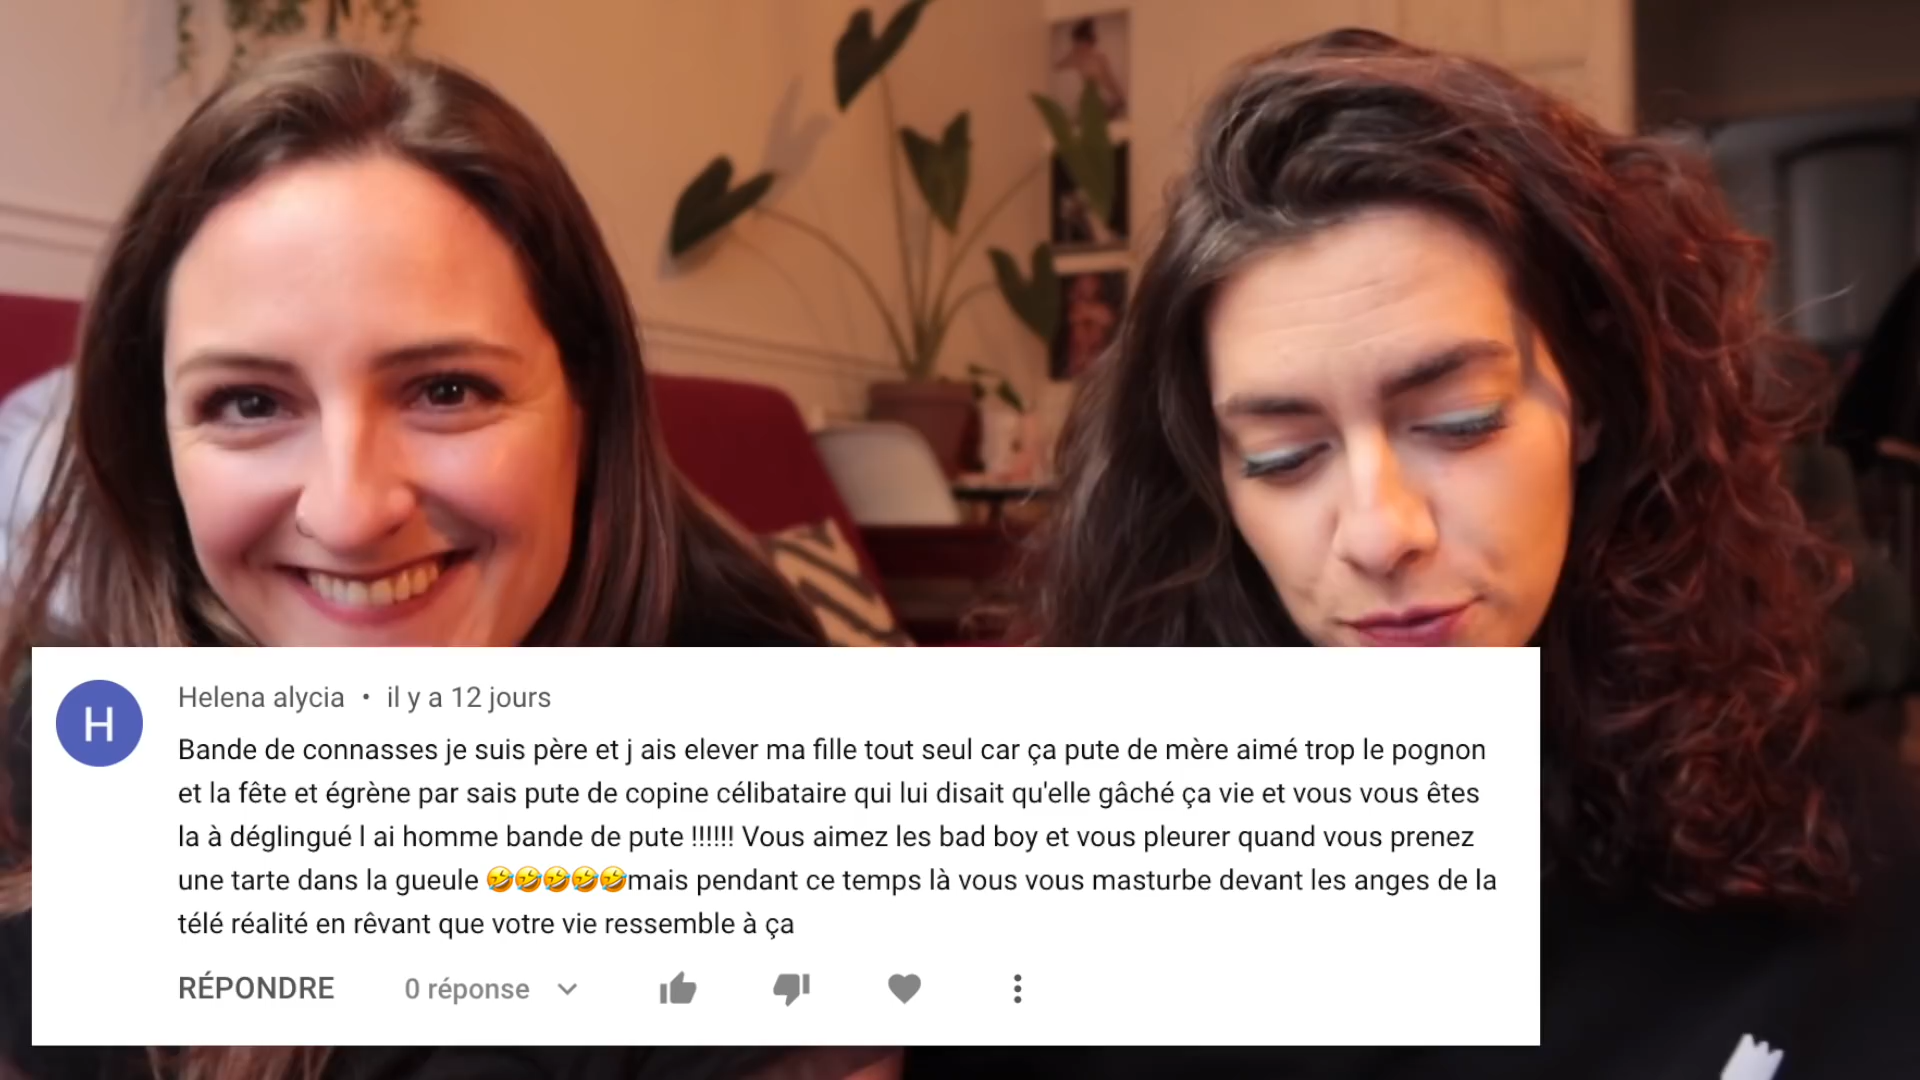 H
Helena alycia • il y a 12 jours
Bande de connasses je suis père et j ais elever ma fille tout seul car ça pute de mère aimé trop le pognon
et la fête et égrène par sais pute de copine célibataire qui lui disait qu'elle gâché ça vie et vous vous êtes
la à déglingué l ai homme bande de pute !!!!!! Vous aimez les bad boy et vous pleurer quand vous prenez
une tarte dans la gueule 🤣🤣🤣🤣🤣mais pendant ce temps là vous vous masturbe devant les anges de la
télé réalité en rêvant que votre vie ressemble à ça
RÉPONDRE 0 réponse